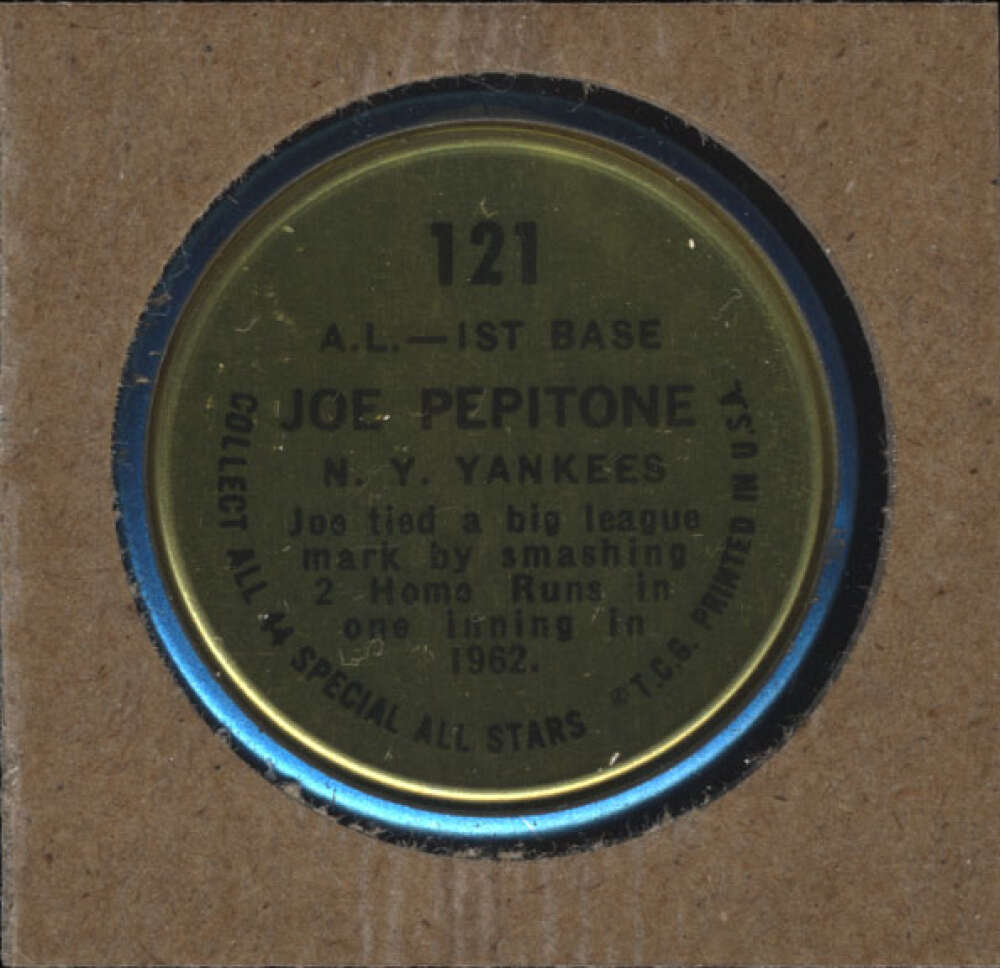 121
A.L.—1ST BASE
JOE PEPITONE
N. Y. YANKEES
Joe tied a big league
mark by smashing
2 Home Runs in
one inning in
1962.
COLLECT ALL 44 SPECIAL ALL STARS
©T.C.G. PRINTED IN USA.